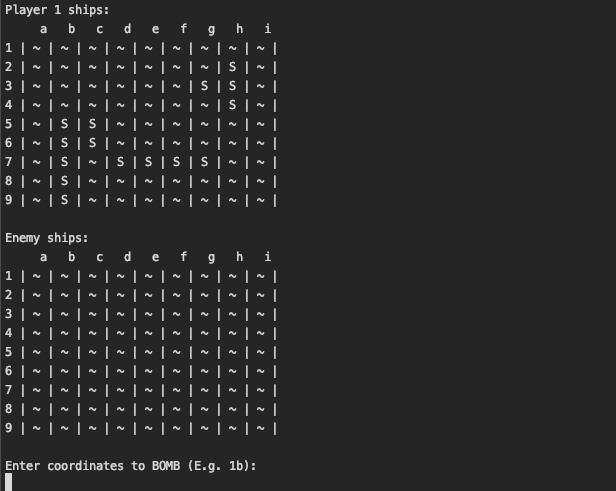 Player 1 ships:
a b c d e f g h i
1 | ~ | ~ | ~ | ~ | ~ | ~ | ~ | ~ | ~ |
2 | ~ | ~ | ~ | ~ | ~ | ~ | ~ | S | ~ |
3 | ~ | ~ | ~ | ~ | ~ | ~ | S | S | ~ |
4 | ~ | ~ | ~ | ~ | ~ | ~ | ~ | S | ~ |
5 | ~ | S | S | ~ | ~ | ~ | ~ | ~ | ~ |
6 | ~ | S | S | ~ | ~ | ~ | ~ | ~ | ~ |
7 | ~ | S | ~ | S | S | S | S | ~ | ~ |
8 | ~ | S | ~ | ~ | ~ | ~ | ~ | ~ | ~ |
9 | ~ | S | ~ | ~ | ~ | ~ | ~ | ~ | ~ |
Enemy ships:
a b c d e f g h i
1 | ~ | ~ | ~ | ~ | ~ | ~ | ~ | ~ | ~ |
2 | ~ | ~ | ~ | ~ | ~ | ~ | ~ | ~ | ~ |
3 | ~ | ~ | ~ | ~ | ~ | ~ | ~ | ~ | ~ |
4 | ~ | ~ | ~ | ~ | ~ | ~ | ~ | ~ | ~ |
5 | ~ | ~ | ~ | ~ | ~ | ~ | ~ | ~ | ~ |
6 | ~ | ~ | ~ | ~ | ~ | ~ | ~ | ~ | ~ |
7 | ~ | ~ | ~ | ~ | ~ | ~ | ~ | ~ | ~ |
8 | ~ | ~ | ~ | ~ | ~ | ~ | ~ | ~ | ~ |
9 | ~ | ~ | ~ | ~ | ~ | ~ | ~ | ~ | ~ |
Enter coordinates to BOMB (E.g. 1b):